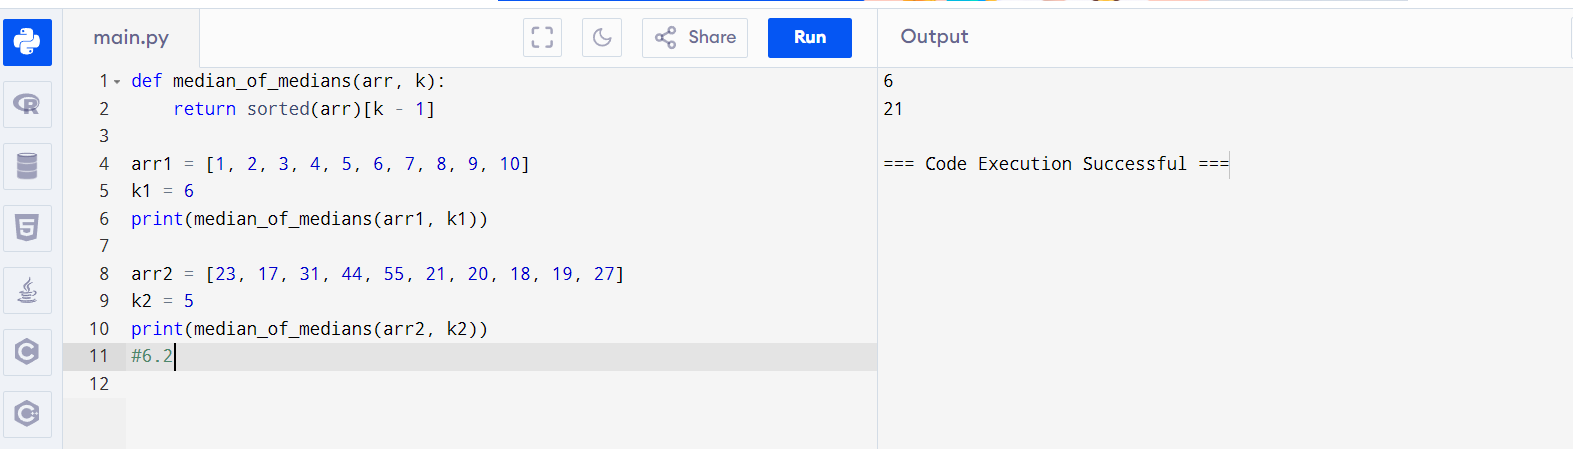 main.py
Share
Run
Output
1 def median_of_medians(arr, k):
2     return sorted(arr)[k - 1]
3
4 arr1 = [1, 2, 3, 4, 5, 6, 7, 8, 9, 10]
5 k1 = 6
6 print(median_of_medians(arr1, k1))
7
8 arr2 = [23, 17, 31, 44, 55, 21, 20, 18, 19, 27]
9 k2 = 5
10 print(median_of_medians(arr2, k2))
11 #6.2
12
6
21
=== Code Execution Successful ===